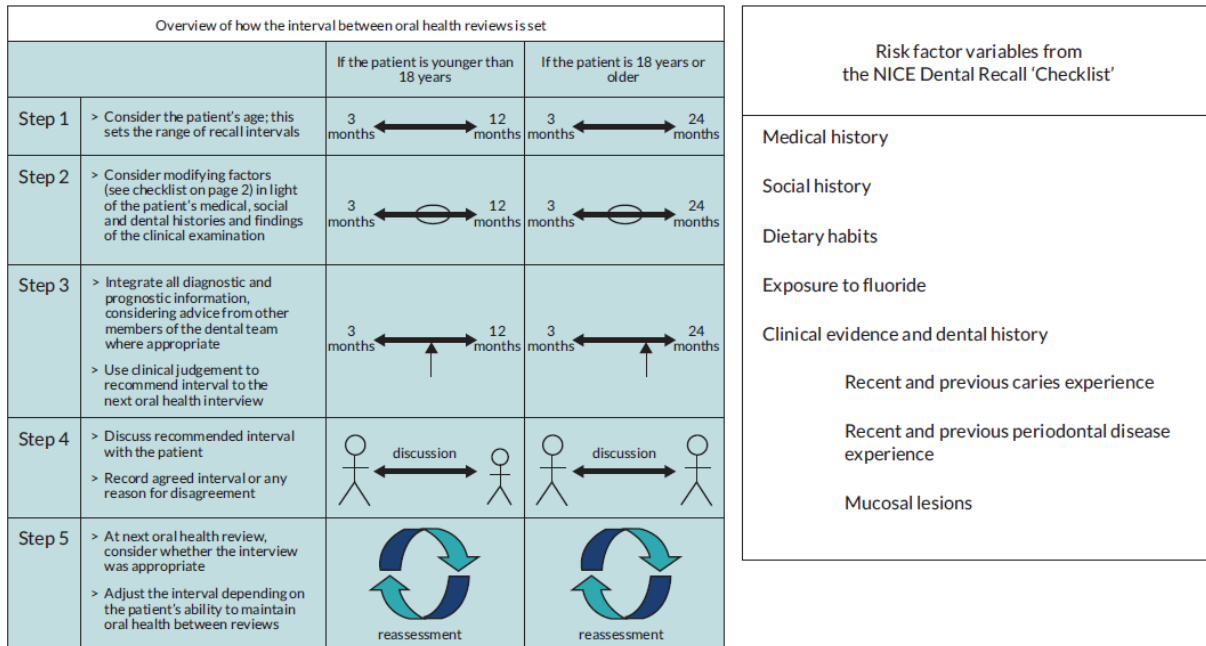 Overview of how the interval between oral health reviews is set
If the patient is younger than
18 years
If the patient is 18 years or
older
Step 1
> Consider the patient's age; this
sets the range of recall intervals
3
months
12
months
3
months
24
months
Step 2
> Consider modifying factors
(see checklist on page 2) in light
of the patient's medical, social
and dental histories and findings
of the clinical examination
3
months
12
months
3
months
24
months
Step 3
> Integrate all diagnostic and
prognostic information,
considering advice from other
members of the dental team
where appropriate
> Use clinical judgement to
recommend interval to the
next oral health interview
3
months
12
months
3
months
24
months
Step 4
> Discuss recommended interval
with the patient
> Record agreed interval or any
reason for disagreement
discussion
discussion
Step 5
> At next oral health review,
consider whether the interview
was appropriate
> Adjust the interval depending on
the patient's ability to maintain
oral health between reviews
reassessment
reassessment
Risk factor variables from
the NICE Dental Recall 'Checklist'
Medical history
Social history
Dietary habits
Exposure to fluoride
Clinical evidence and dental history
Recent and previous caries experience
Recent and previous periodontal disease
experience
Mucosal lesions